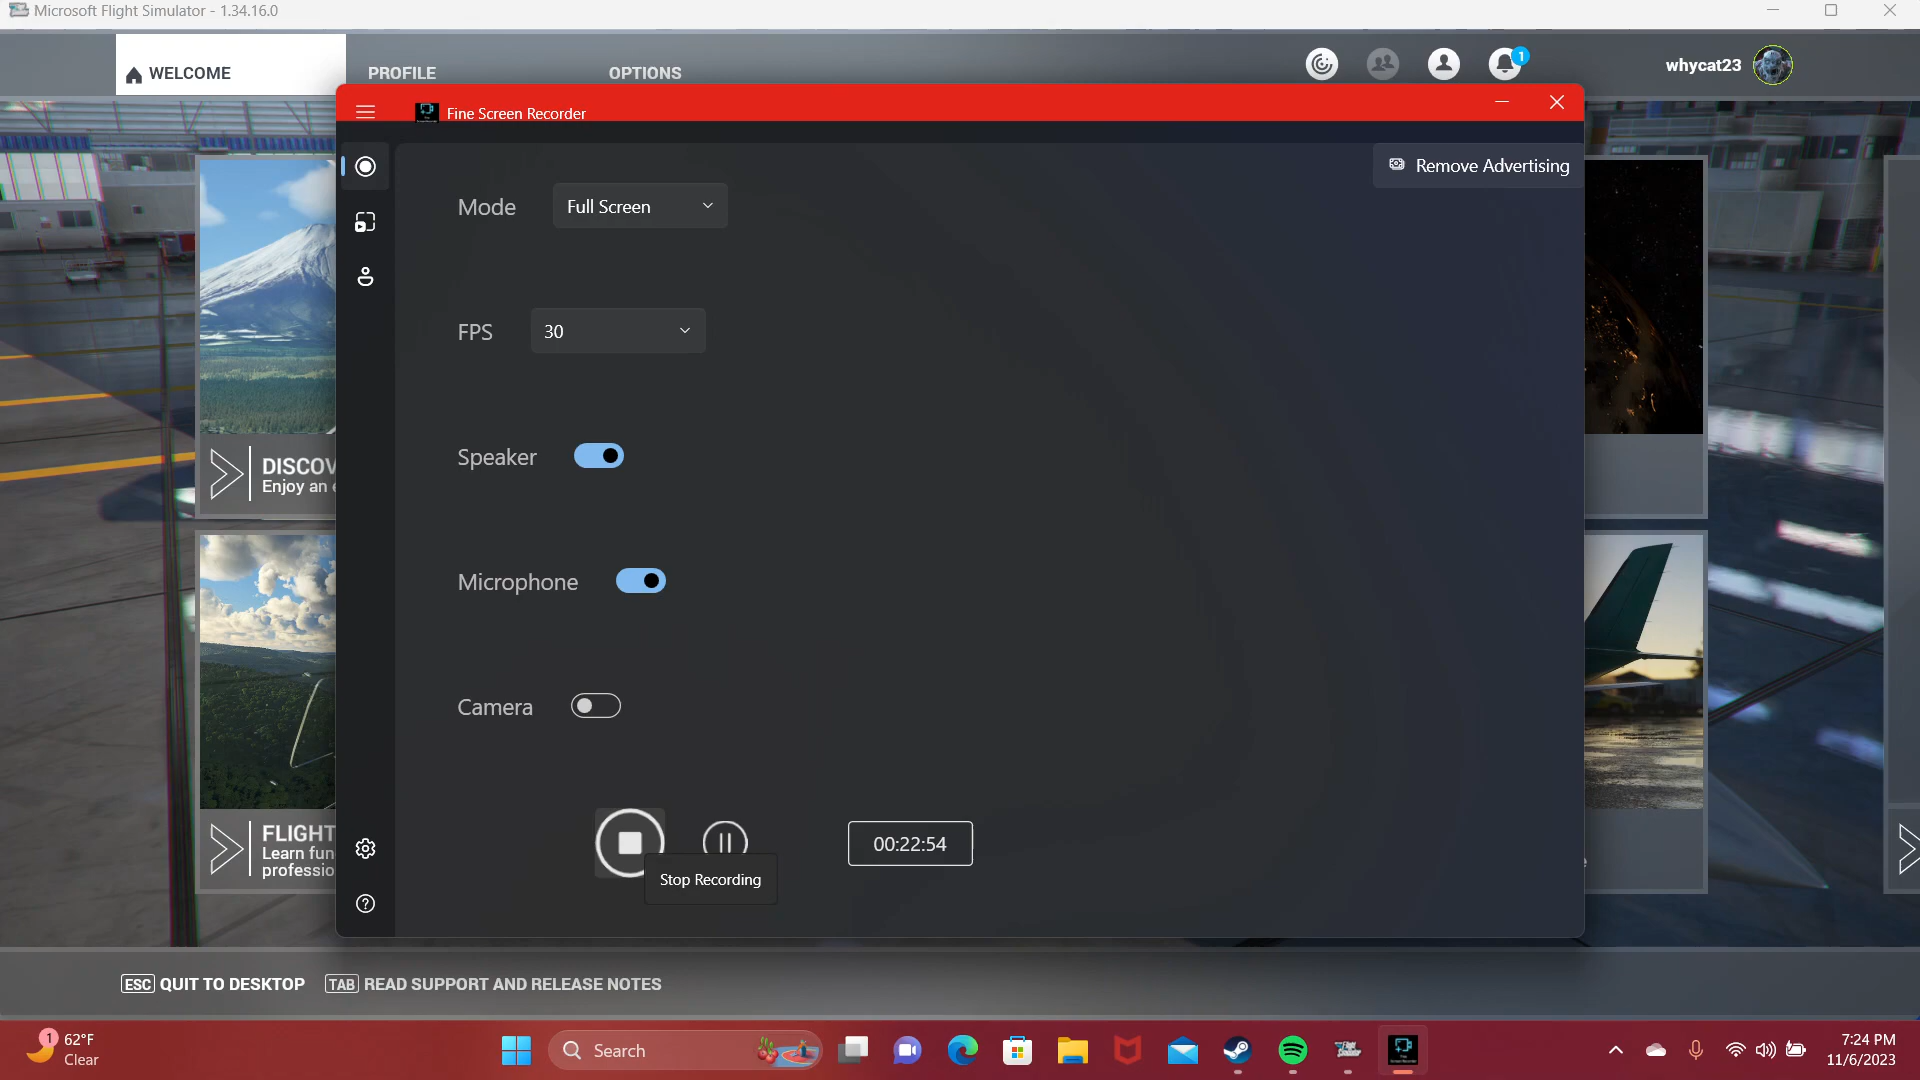 Microsoft Flight Simulator - 1.34.16.0
WELCOME
PROFILE
OPTIONS
1
whycat23
Fine Screen Recorder
Remove Advertising
Mode
Full Screen
FPS
30
Speaker
Microphone
Camera
00:22:54
Stop Recording
DISCOV
Enjoy an
FLIGHT
Learn fun
professio
ESC QUIT TO DESKTOP
TAB READ SUPPORT AND RELEASE NOTES
1
62°F
Clear
Search
7:24 PM
11/6/2023